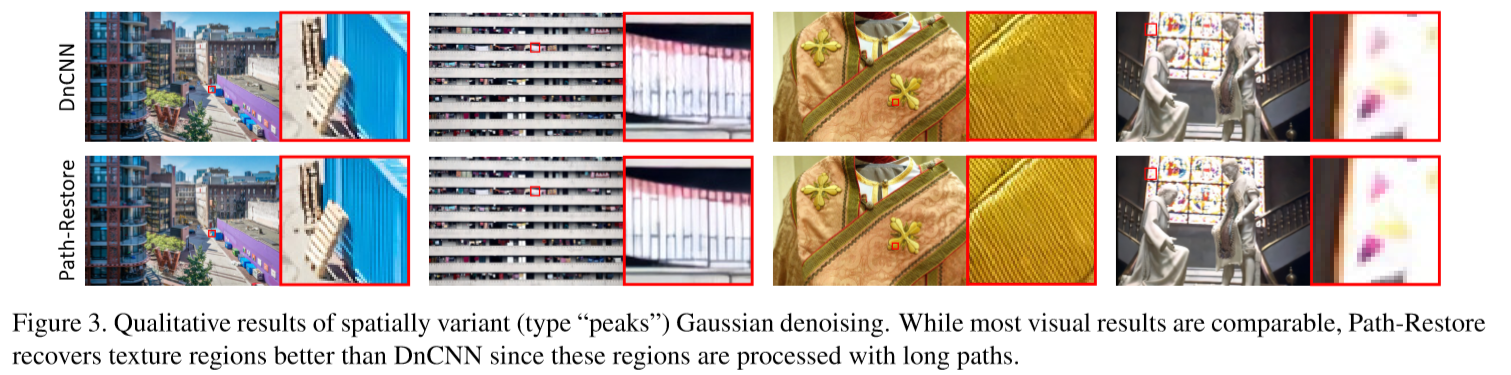 DnCNN
Path-Restore
Figure 3. Qualitative results of spatially variant (type “peaks”) Gaussian denoising. While most visual results are comparable, Path-Restore
recovers texture regions better than DnCNN since these regions are processed with long paths.